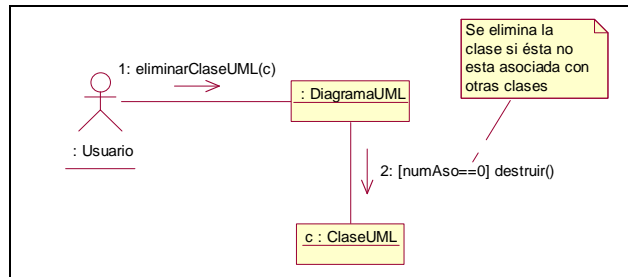 1: eliminarClaseUML(c)
: Usuario
: DiagramaUML
Se elimina la
clase si ésta no
esta asociada con
otras clases
2: [numAso==0] destruir()
c : ClaseUML